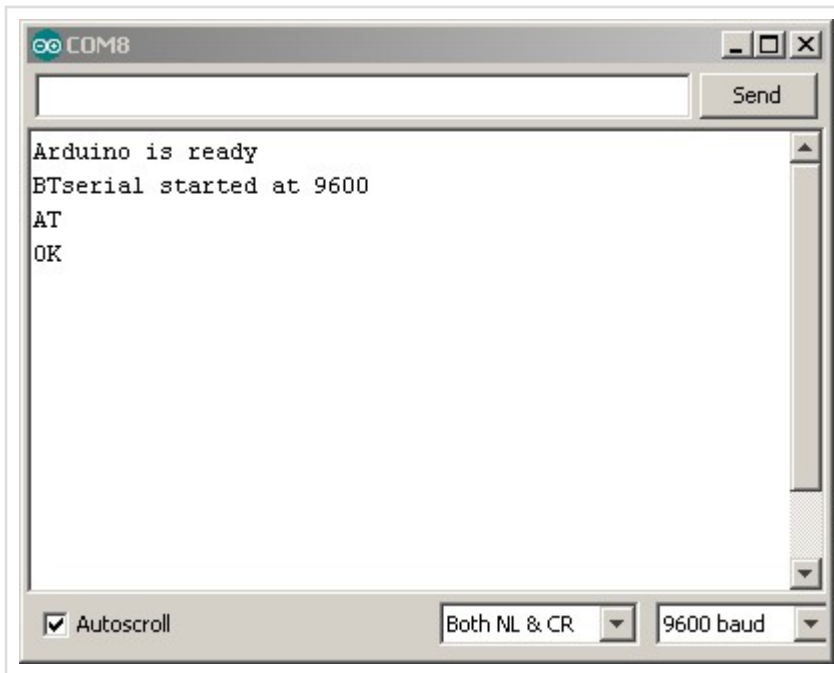 COM8
Send
Arduino is ready
BTserial started at 9600
AT
OK
Autoscroll
Both NL & CR
9600 baud